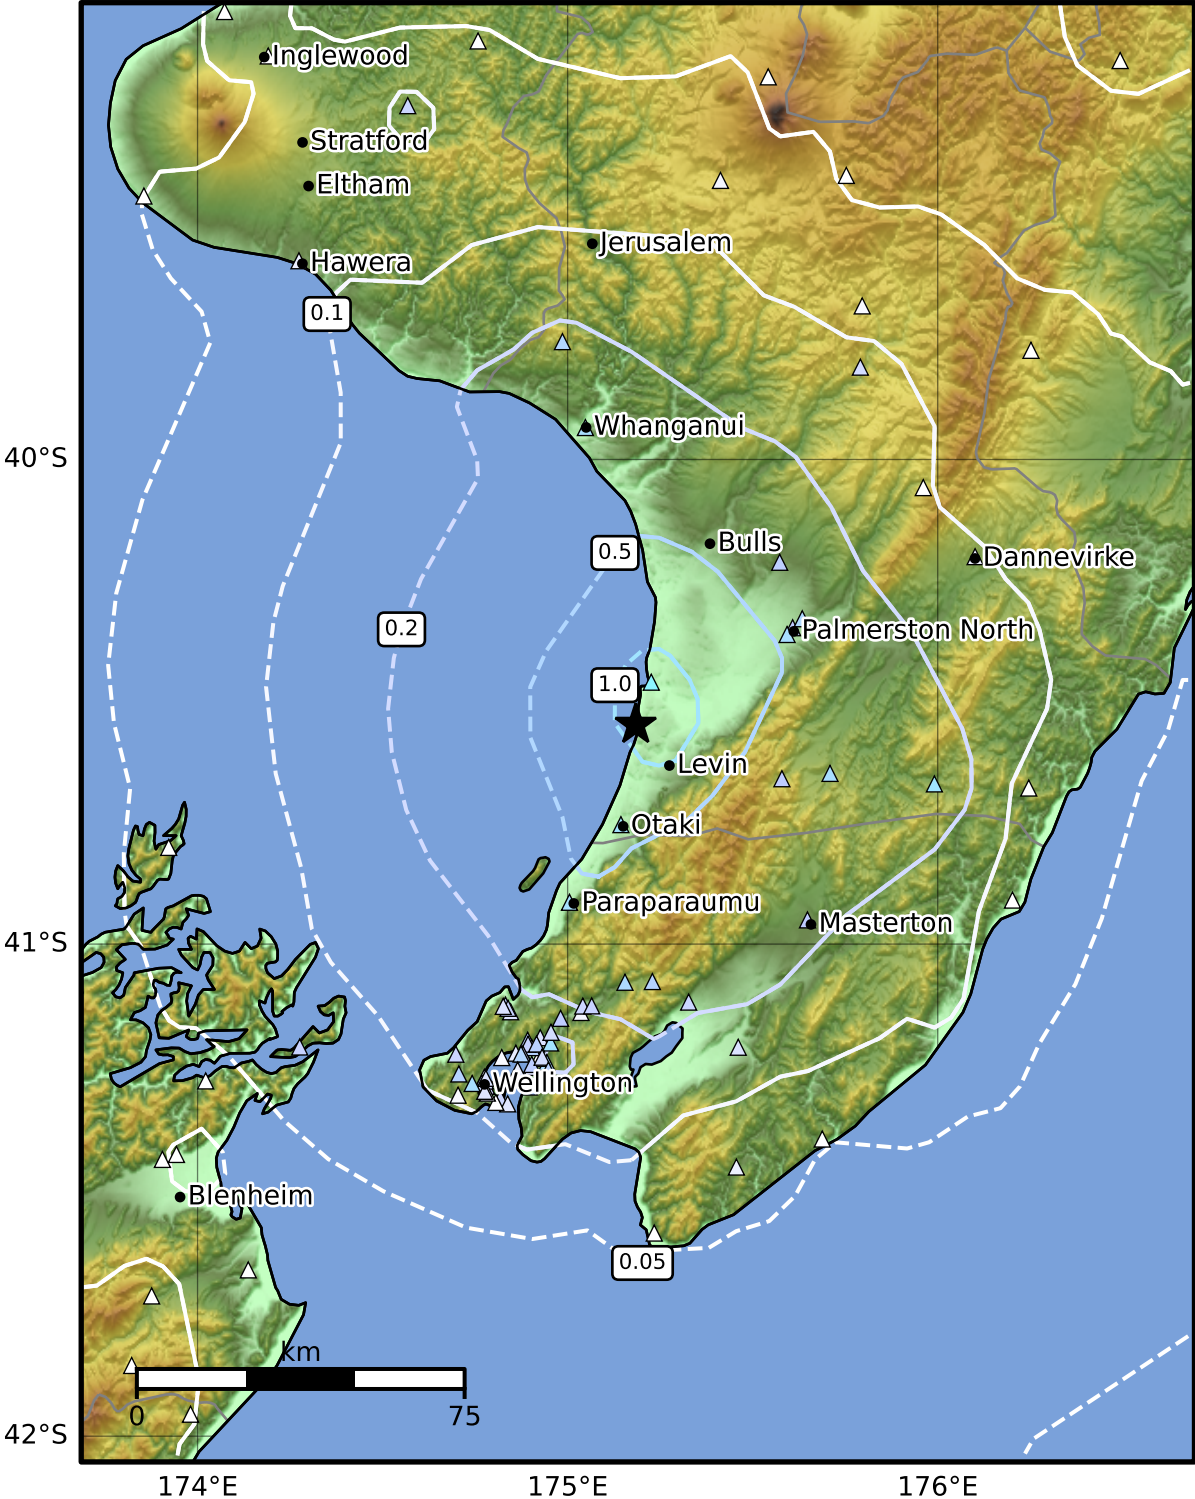 Inglewood
Stratford
Eltham
Jerusalem
Hawera
0.1
Whanganui
40°S
Bulls
0.5
Dannevirke
0.2
Palmerston North
1.0
Levin
Otaki
Paraparaumu
Masterton
41°S
Wellington
Blenheim
0.05
km
0
75
42°S
174°E
175°E
176°E